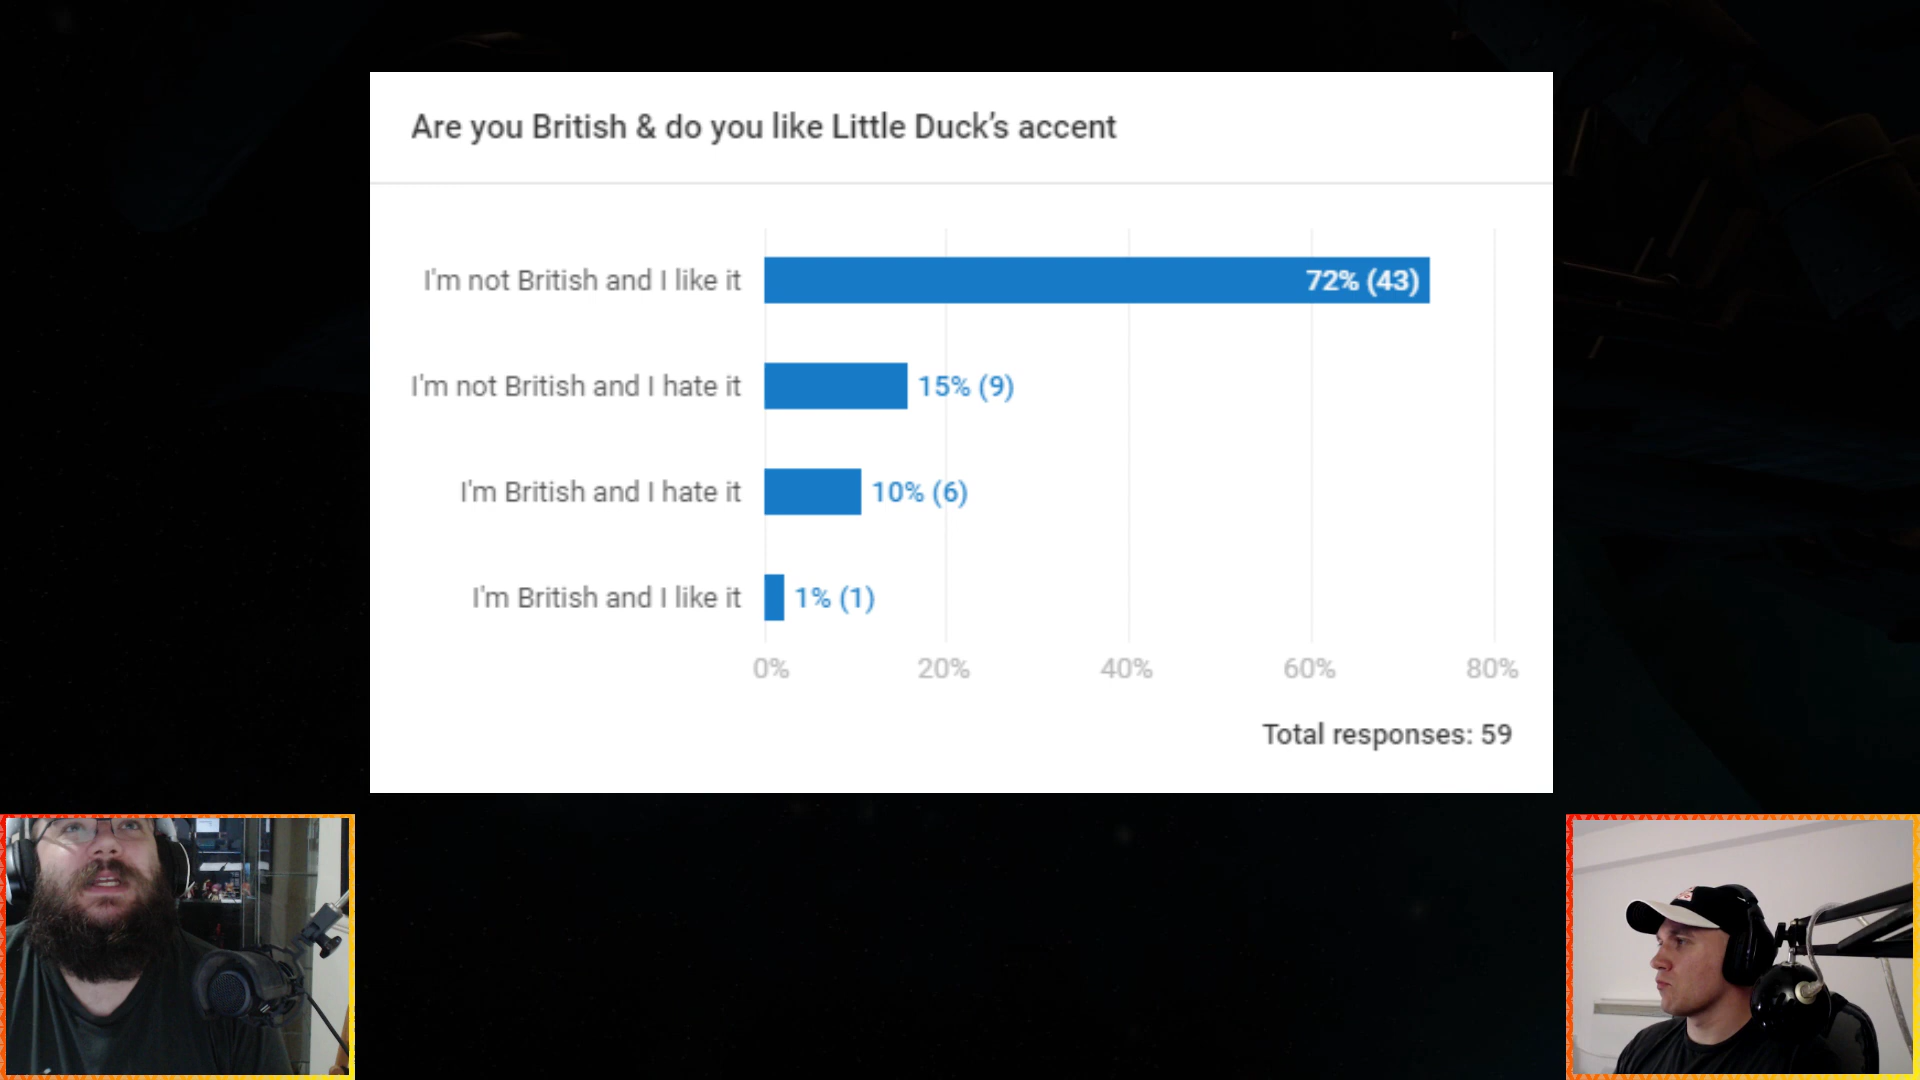 Are you British & do you like Little Duck’s accent
I'm not British and I like it 72% (43)
I'm not British and I hate it 15% (9)
I'm British and I hate it 10% (6)
I'm British and I like it 1% (1)
0% 20% 40% 60% 80%
Total responses: 59